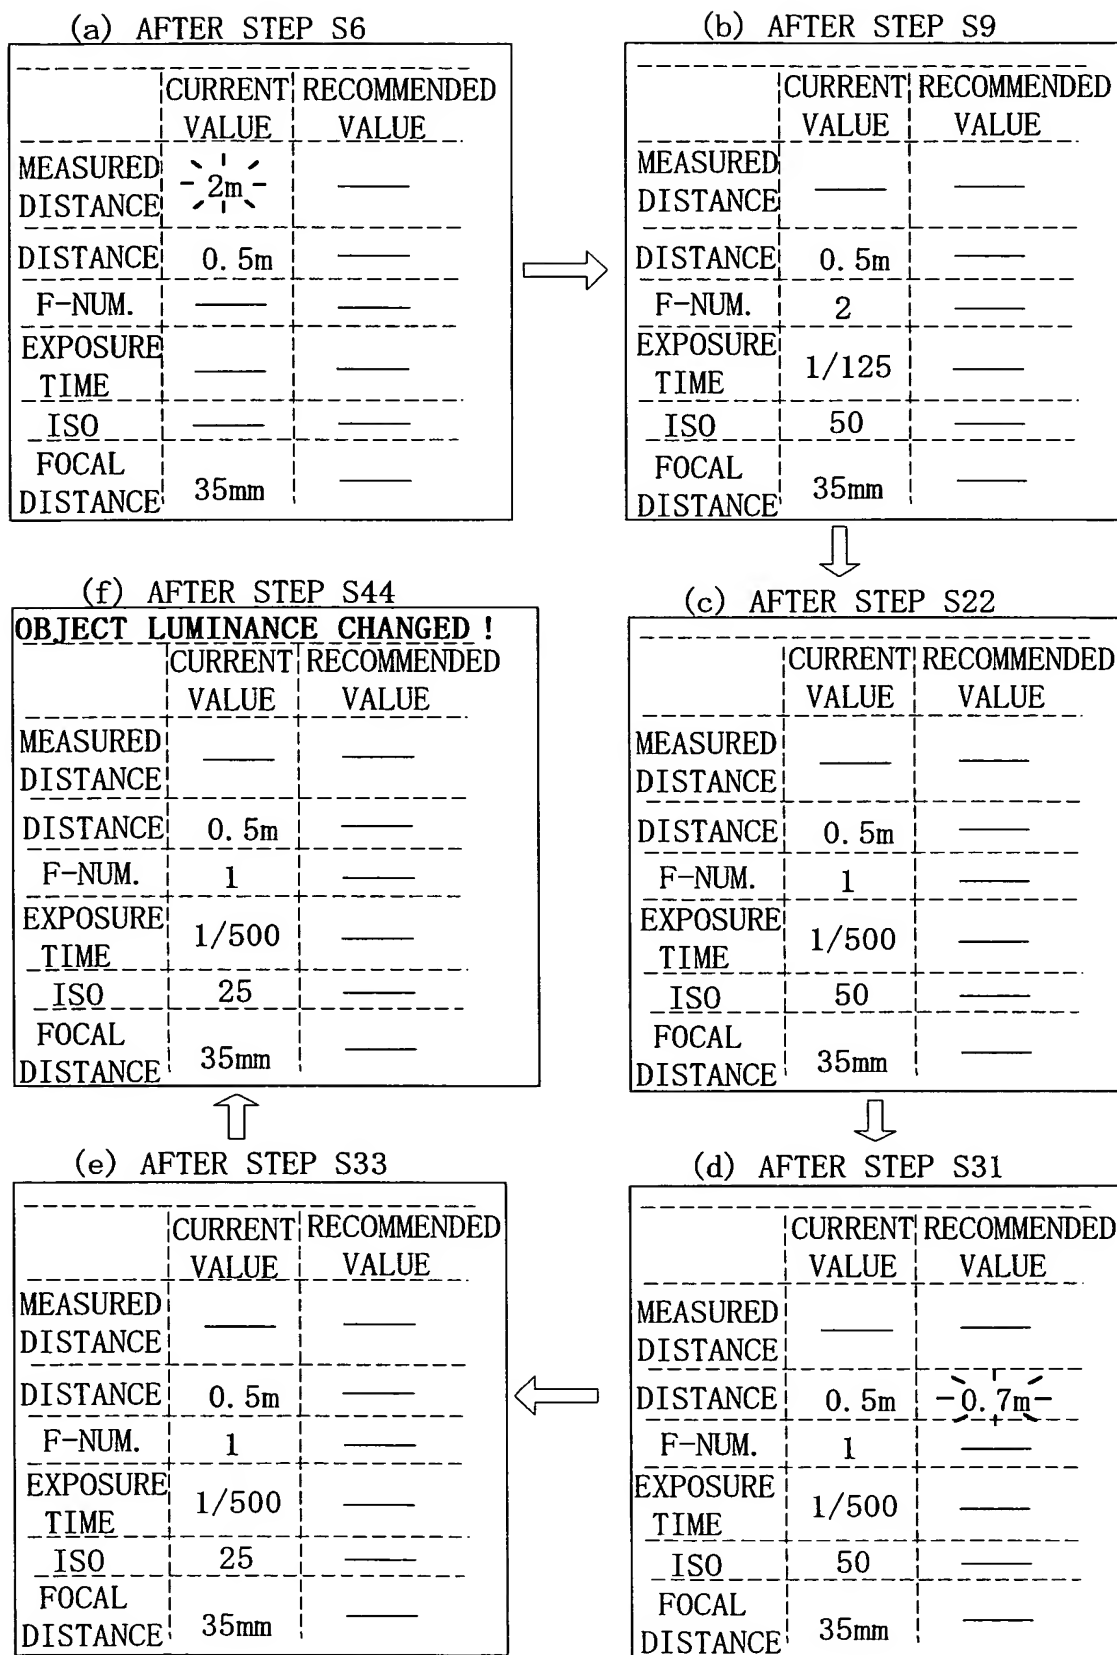 (a) AFTER STEP S6
CURRENT RECOMMENDED
VALUE VALUE
MEASURED
DISTANCE 2m ———
DISTANCE 0.5m
F-NUM. ——— ———
EXPOSURE
TIME ——— ———
ISO ——— ———
FOCAL
DISTANCE 35mm ———
(b) AFTER STEP S9
CURRENT RECOMMENDED
VALUE VALUE
MEASURED
DISTANCE ——— ———
DISTANCE 0.5m ———
F-NUM. 2 ———
EXPOSURE
TIME 1/125 ———
ISO 50 ———
FOCAL
DISTANCE 35mm ———
(c) AFTER STEP S22
CURRENT RECOMMENDED
VALUE VALUE
MEASURED
DISTANCE ——— ———
DISTANCE 0.5m ———
F-NUM. 1 ———
EXPOSURE
TIME 1/500 ———
ISO 50 ———
FOCAL
DISTANCE 35mm ———
(d) AFTER STEP S31
CURRENT RECOMMENDED
VALUE VALUE
MEASURED
DISTANCE ——— ———
DISTANCE 0.5m 0.7m
F-NUM. 1 ———
EXPOSURE
TIME 1/500 ———
ISO 50 ———
FOCAL
DISTANCE 35mm ———
(e) AFTER STEP S33
CURRENT RECOMMENDED
VALUE VALUE
MEASURED
DISTANCE ——— ———
DISTANCE 0.5m ———
F-NUM. 1 ———
EXPOSURE
TIME 1/500 ———
ISO 25 ———
FOCAL
DISTANCE 35mm ———
(f) AFTER STEP S44
OBJECT LUMINANCE CHANGED!
CURRENT RECOMMENDED
VALUE VALUE
MEASURED
DISTANCE ——— ———
DISTANCE 0.5m ———
F-NUM. 1 ———
EXPOSURE
TIME 1/500 ———
ISO 25 ———
FOCAL
DISTANCE 35mm ———